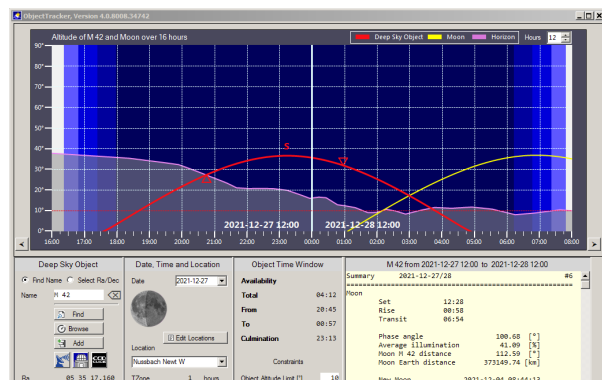 ObjectTracker, Version 4.0.8008.34742
Altitude of M 42 and Moon over 16 hours
Deep Sky Object Moon Horizon Hours 12
90°
80°
70°
60°
50°
40°
30°
20°
10°
0°
S
2021-12-27 12:00 2021-12-28 12:00
16:00 17:00 18:00 19:00 20:00 21:00 22:00 23:00 00:00 01:00 02:00 03:00 04:00 05:00 06:00 07:00 08:00
Deep Sky Object
Find Name Select Ra/Dec
Name M 42
Find
Browse
Add
Ra 05 35 17.160
Date, Time and Location
Date 2021-12-27
Edit Locations
Location
Nussbach Newt W
TZone 1 hours
Object Time Window
Availability
Total 04:12
From 20:45
To 00:57
Culmination 23:13
Constraints
Object Altitude Limit [°] 10
M 42 from 2021-12-27 12:00 to 2021-12-28 12:00
Summary 2021-12-27/28 #6
Moon
Set 12:28
Rise 00:58
Transit 06:54
Phase angle 100.68 [°]
Average illumination 41.09 [%]
Moon M 42 distance 112.59 [°]
Moon Earth distance 373149.74 [km]
New Moon 2021-12-04 08:44:13